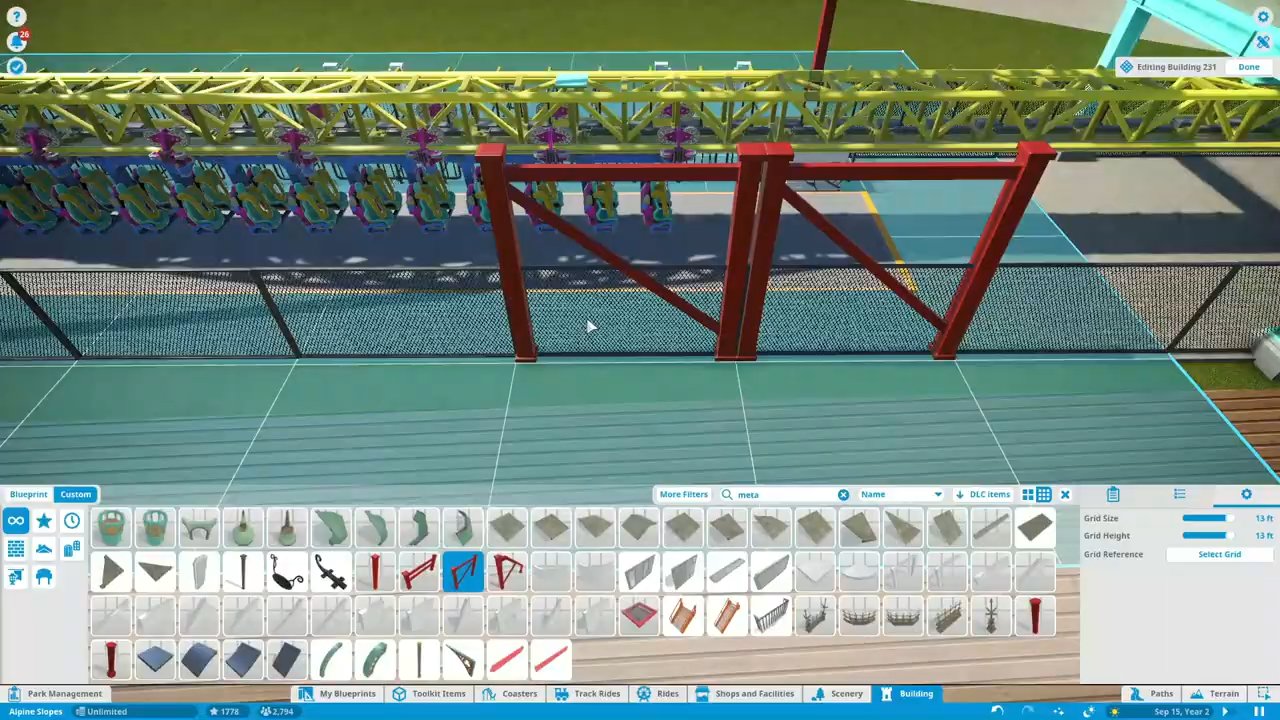 ?
26
Editing Building 231 Done
Blueprint Custom More Filters meta Name DLC items
Grid Size 13 ft
Grid Height 13 ft
Grid Reference Select Grid
Park Management My Blueprints Toolkit Items Coasters Track Rides Rides Shops and Facilities Scenery Building Paths Terrain
Alpine Slopes Unlimited 1778 2,794 Sep 15, Year 2